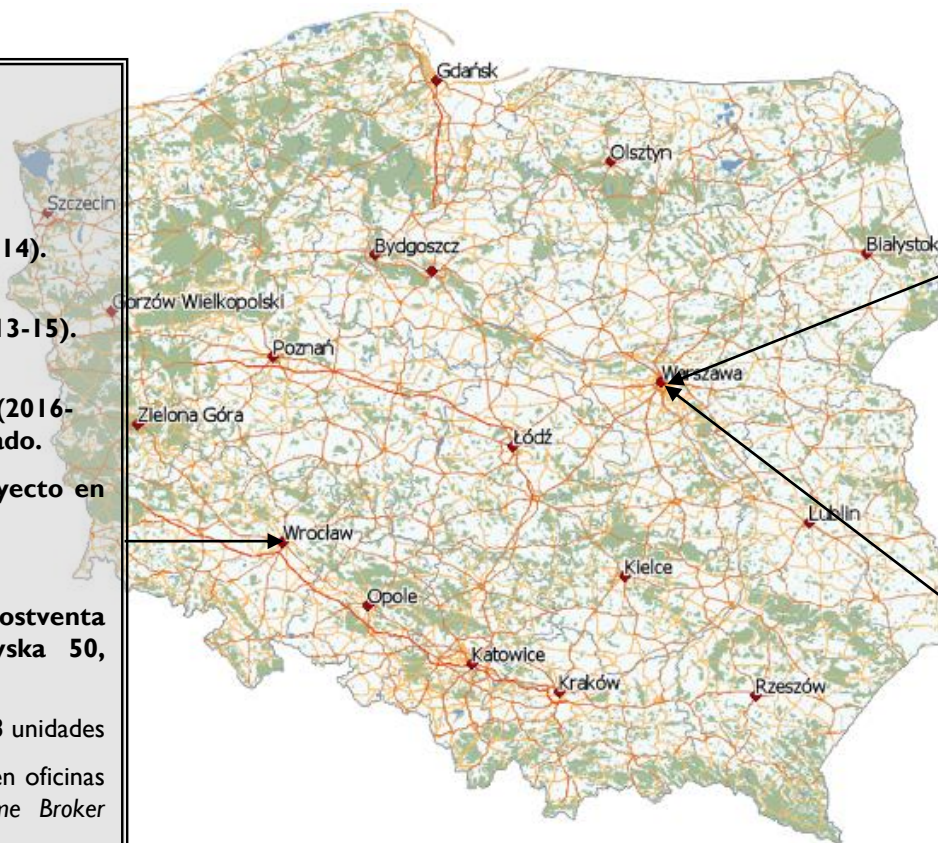 14).
13-15).
(2016-
ado.
yecto en
ostventa
vska 50,
3 unidades
en oficinas
me Broker
Gdańsk
Olsztyn
Szczecin
Bydgoszcz
Białystok
Gorzów Wielkopolski
Poznań
Warszawa
Zielona Góra
Łódź
Wrocław
Lublin
Kielce
Opole
Katowice
Kraków
Rzeszów